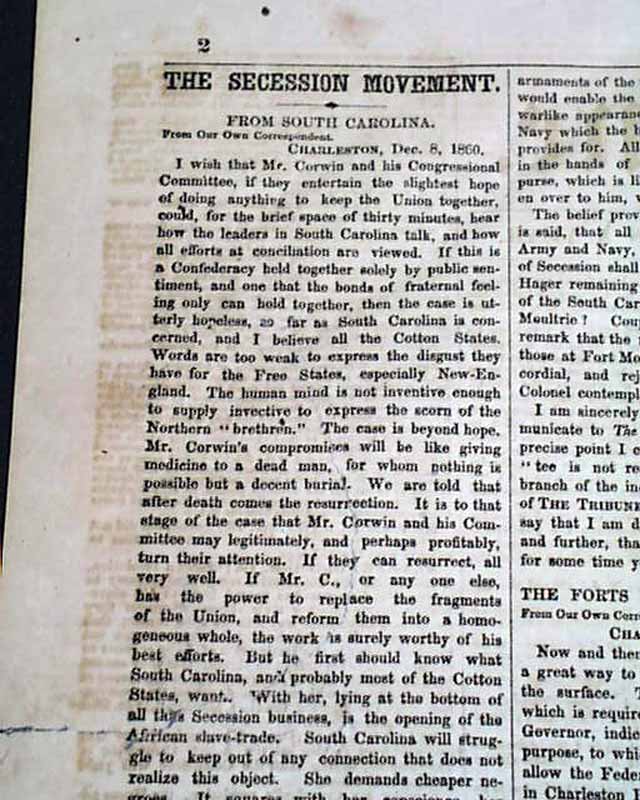 2
THE SECESSION MOVEMENT.
FROM SOUTH CAROLINA.
From Our Own Correspondent.
CHARLESTON, Dec. 8, 1860.
I wish that Mr. Corwin and his Congressional
Committee, if they entertain the slightest hope
of doing anything to keep the Union together,
could, for the brief space of thirty minutes, hear
how the leaders in South Carolina talk, and how
all efforts at conciliation are viewed. If this is
a Confederacy held together solely by public sen-
timent, and one that the bonds of fraternal feel-
ing only can hold together, then the case is ut-
terly hopeless, so far as South Carolina is con-
cerned, and I believe all the Cotton States.
Words are too weak to express the disgust they
have for the Free States, especially New-En-
gland. The human mind is not inventive enough
to supply invective to express the scorn of the
Northern "brethren." The case is beyond hope.
Mr. Corwin's compromises will be like giving
medicine to a dead man, for whom nothing is
possible but a decent burial. We are told that
after death comes the resurrection. It is to that
stage of the case that Mr. Corwin and his Com-
mittee may legitimately, and perhaps profitably,
turn their attention. If they can resurrect, all
very well. If Mr. C., or any one else,
has the power to replace the fragments
of the Union, and reform them into a homo-
geneous whole, the work is surely worthy of his
best efforts. But he first should know what
South Carolina, and probably most of the Cotton
States, want. With her, lying at the bottom of
all this Secession business, is the opening of the
African slave-trade. South Carolina will strug-
gle to keep out of any connection that does not
realize this object. She demands cheaper ne-
groes. It squares with her conscience, her
armaments of the
would enable the
warlike appearanc
Navy which the
provides for. All
in the hands of
purse, which is li
en over to him, w
The belief prev
is said, that all
Army and Navy,
of Secession shall
Hager remaining
of the South Car
Moultrie? Cou
remark that the
those at Fort Mo
cordial, and rej
Colonel contempl
I am sincerely
municate to The
precise point I c
"tee is not re
branch of the in
of THE TRIBUNE
say that I am d
and further, tha
for some time y
THE FORTS
From Our Own Corre
CHA
Now and then
a great way to
the surface.
which is require
Governor, indic
purpose, to whi
allow the Fede
in Charleston